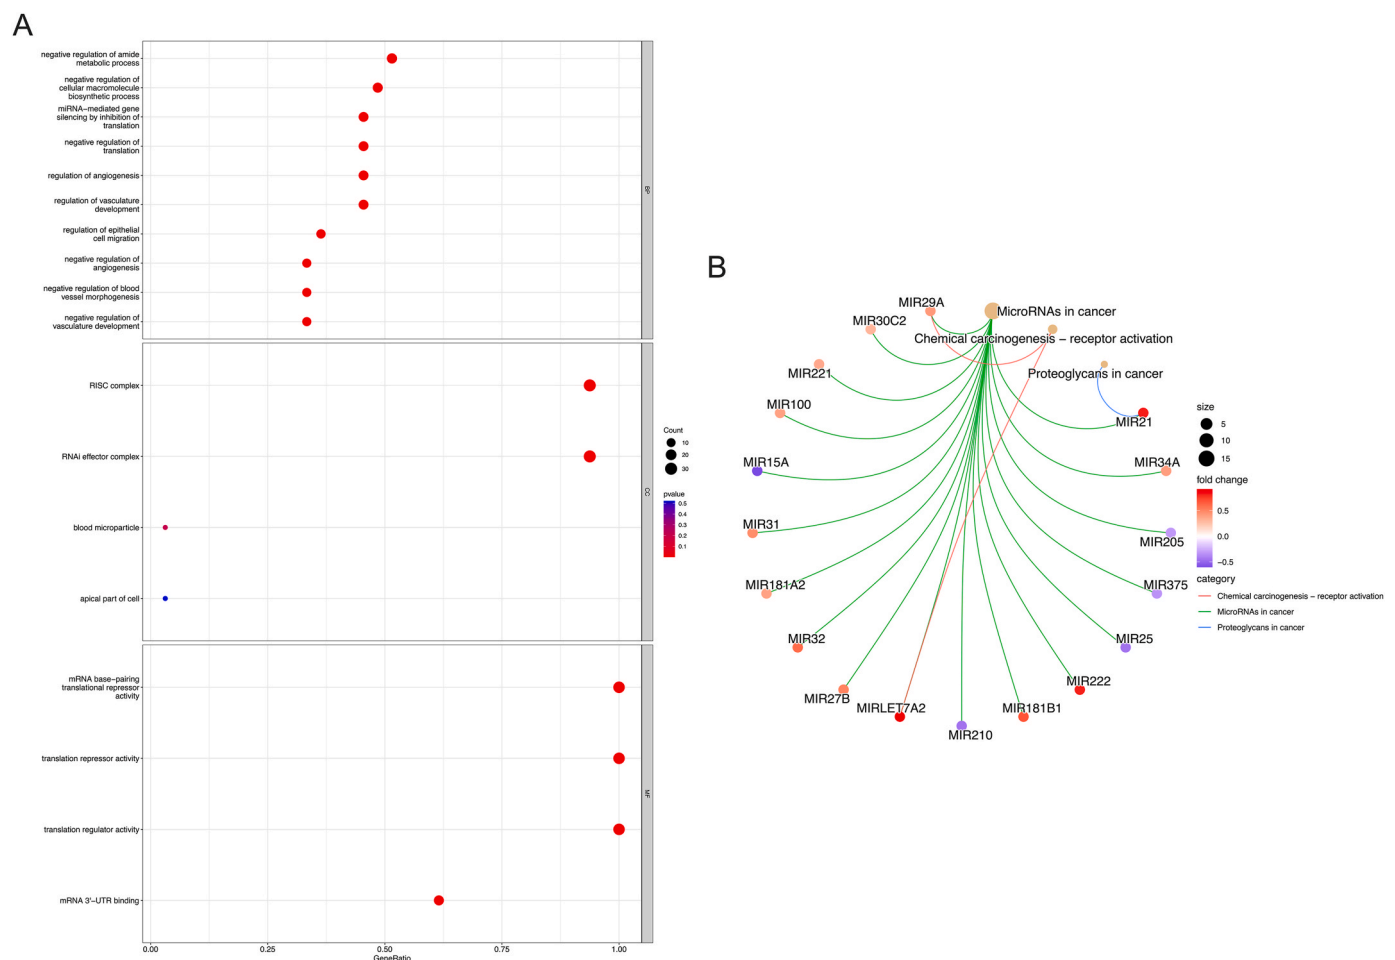 A
negative regulation of amide
metabolic process
negative regulation of
cellular macromolecule
biosynthetic process
miRNA−mediated gene
silencing by inhibition of
translation
negative regulation of
translation
regulation of angiogenesis
regulation of vasculature
development
regulation of epithelial
cell migration
negative regulation of
angiogenesis
negative regulation of blood
vessel morphogenesis
negative regulation of
vasculature development
BP
RISC complex
RNAi effector complex
blood microparticle
apical part of cell
CC
mRNA base−pairing
translational repressor
activity
translation repressor activity
translation regulator activity
mRNA 3'−UTR binding
MF
0.00
0.25
0.50
0.75
1.00
GeneRatio
Count
10
20
30
pvalue
0.5
0.4
0.3
0.2
0.1
B
MIR29A
MicroRNAs in cancer
MIR30C2
Chemical carcinogenesis − receptor activation
MIR221
Proteoglycans in cancer
MIR100
MIR21
MIR15A
MIR34A
MIR31
MIR205
MIR181A2
MIR375
MIR32
MIR25
MIR27B
MIR222
MIRLET7A2
MIR181B1
MIR210
size
5
10
15
fold change
0.5
0.0
−0.5
category
Chemical carcinogenesis − receptor activation
MicroRNAs in cancer
Proteoglycans in cancer